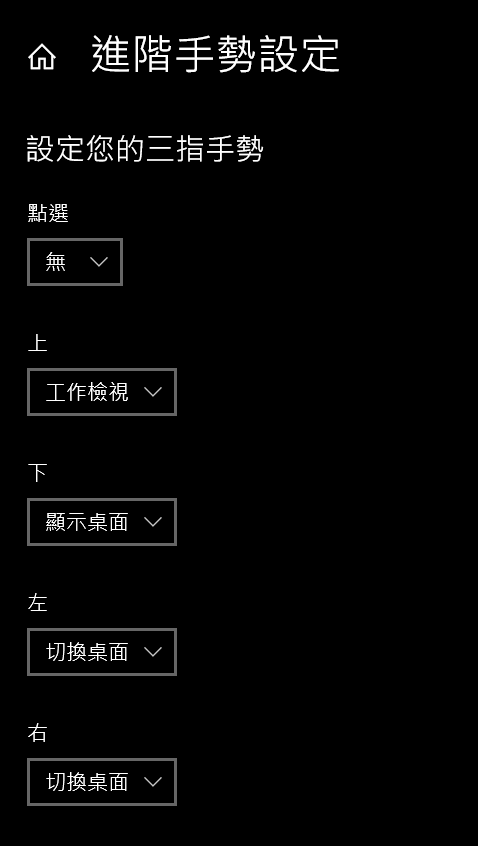 進階手勢設定
設定您的三指手勢
點選
無
上
工作檢視
下
顯示桌面
左
切換桌面
右
切換桌面